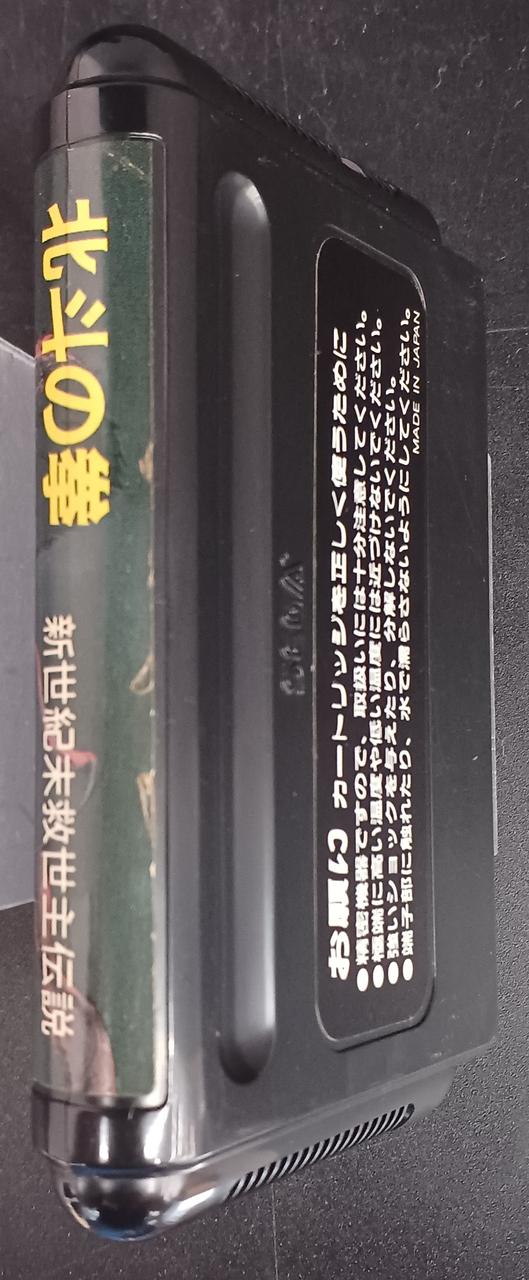 北斗の拳
新世紀末救世主伝説
お願い カートリッジを正しく使うために
●精密機器ですので、取扱いには十分注意してください。
●極端に高い温度や低い温度には近づけないでください。
●強いショックを与えたり、分解しないでください。
●端子部に触れたり、水で濡らさないようにしてください。
MADE IN JAPAN